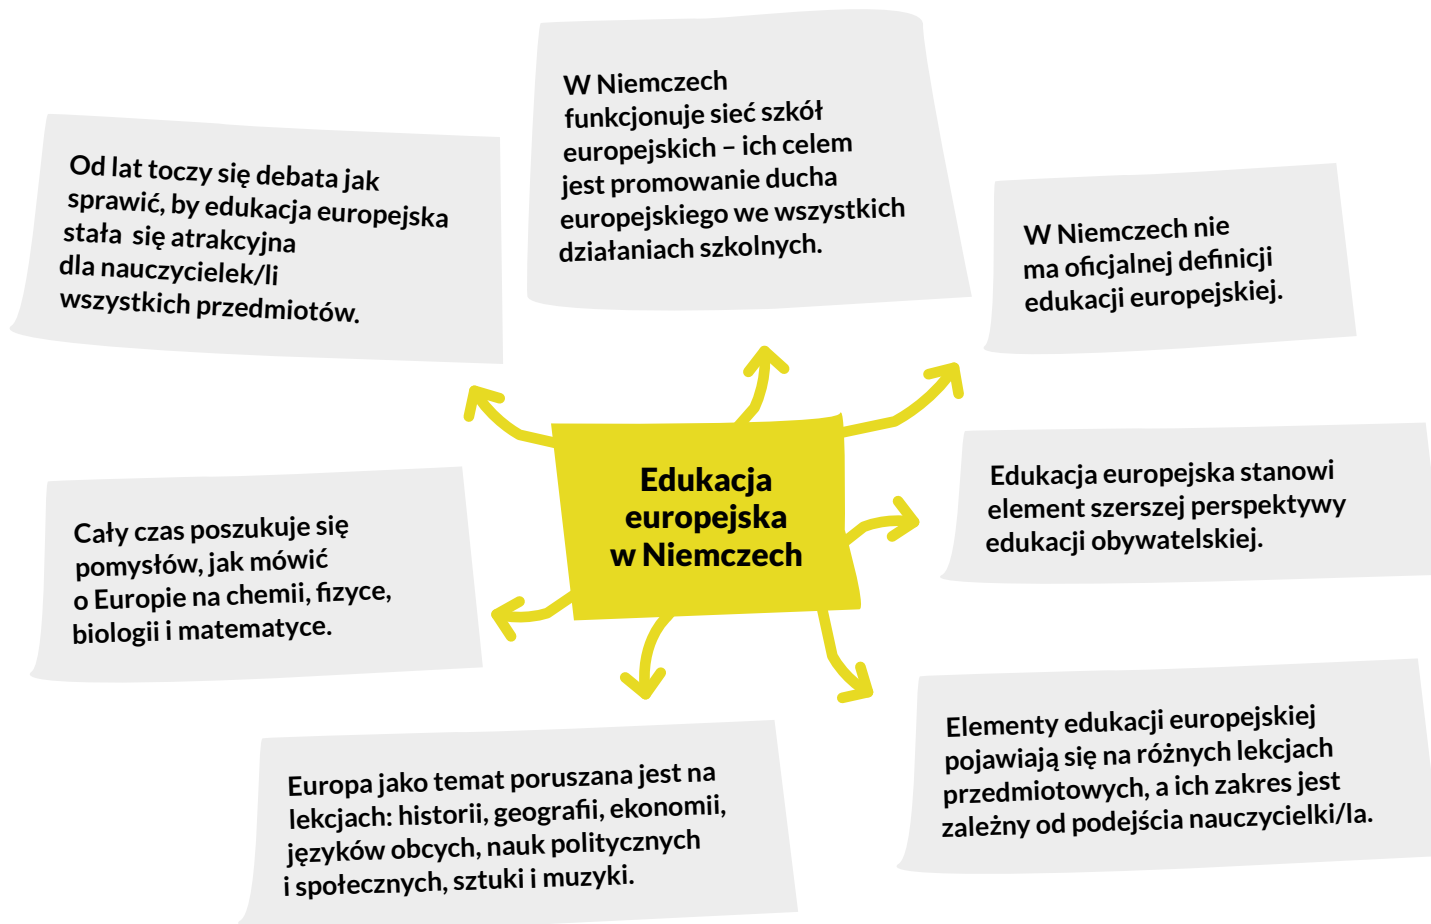 W Niemczech
funkcjonuje sieć szkół
europejskich – ich celem
jest promowanie ducha
europejskiego we wszystkich
działaniach szkolnych.
Od lat toczy się debata jak
sprawić, by edukacja europejska
stała się atrakcyjna
dla nauczycielek/li
wszystkich przedmiotów.
W Niemczech nie
ma oficjalnej definicji
edukacji europejskiej.
Edukacja
europejska
w Niemczech
Edukacja europejska stanowi
element szerszej perspektywy
edukacji obywatelskiej.
Cały czas poszukuje się
pomysłów, jak mówić
o Europie na chemii, fizyce,
biologii i matematyce.
Elementy edukacji europejskiej
pojawiają się na różnych lekcjach
przedmiotowych, a ich zakres jest
zależny od podejścia nauczycielki/la.
Europa jako temat poruszana jest na
lekcjach: historii, geografii, ekonomii,
języków obcych, nauk politycznych
i społecznych, sztuki i muzyki.